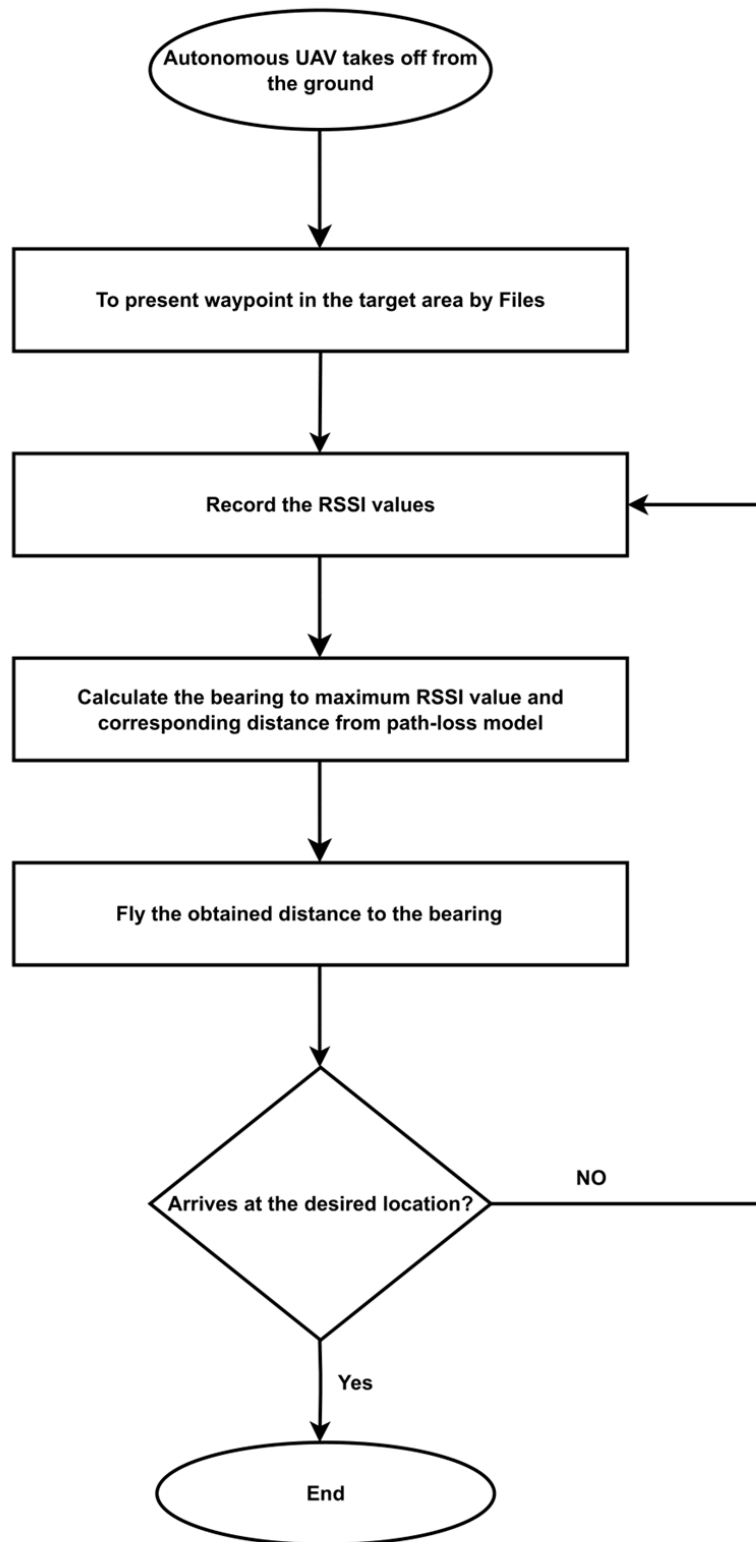 Autonomous UAV takes off from
the ground
To present waypoint in the target area by Files
Record the RSSI values
Calculate the bearing to maximum RSSI value and
corresponding distance from path-loss model
Fly the obtained distance to the bearing
Arrives at the desired location?
NO
Yes
End